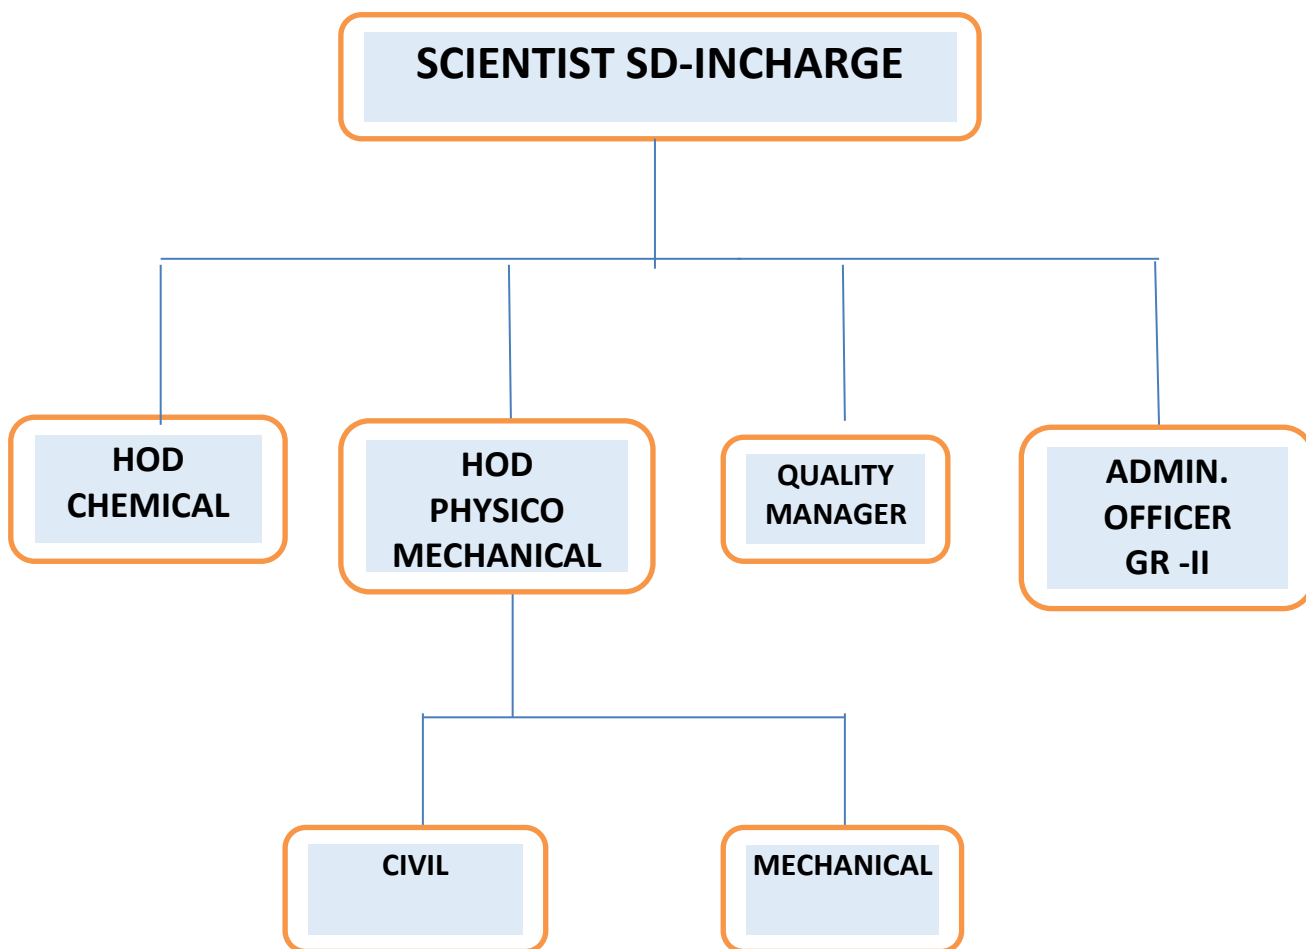 SCIENTIST SD-INCHARGE
HOD
CHEMICAL
HOD
PHYSICO
MECHANICAL
QUALITY
MANAGER
ADMIN.
OFFICER
GR -II
CIVIL
MECHANICAL